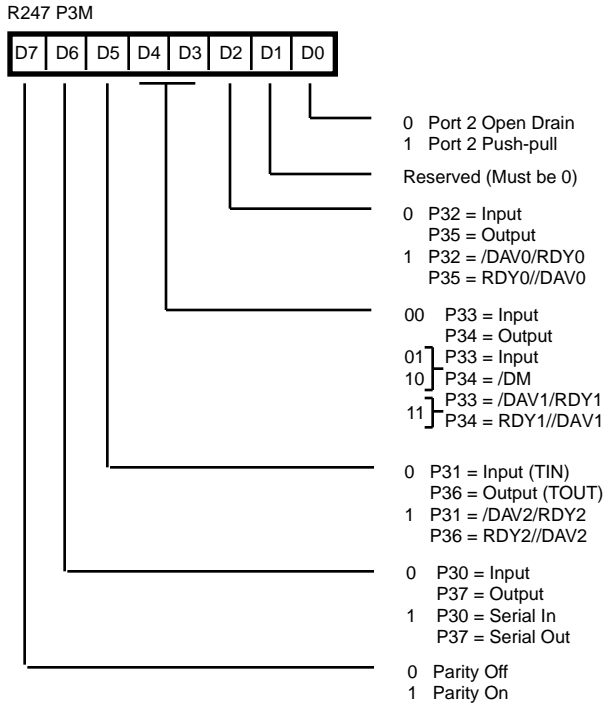 R247 P3M
D7 D6 D5 D4 D3 D2 D1 D0
0 Port 2 Open Drain
1 Port 2 Push-pull
Reserved (Must be 0)
0 P32 = Input
P35 = Output
1 P32 = /DAV0/RDY0
P35 = RDY0//DAV0
00 P33 = Input
P34 = Output
01 P33 = Input
10 P34 = /DM
P33 = /DAV1/RDY1
11 P34 = RDY1//DAV1
0 P31 = Input (TIN)
P36 = Output (TOUT)
1 P31 = /DAV2/RDY2
P36 = RDY2//DAV2
0 P30 = Input
P37 = Output
1 P30 = Serial In
P37 = Serial Out
0 Parity Off
1 Parity On